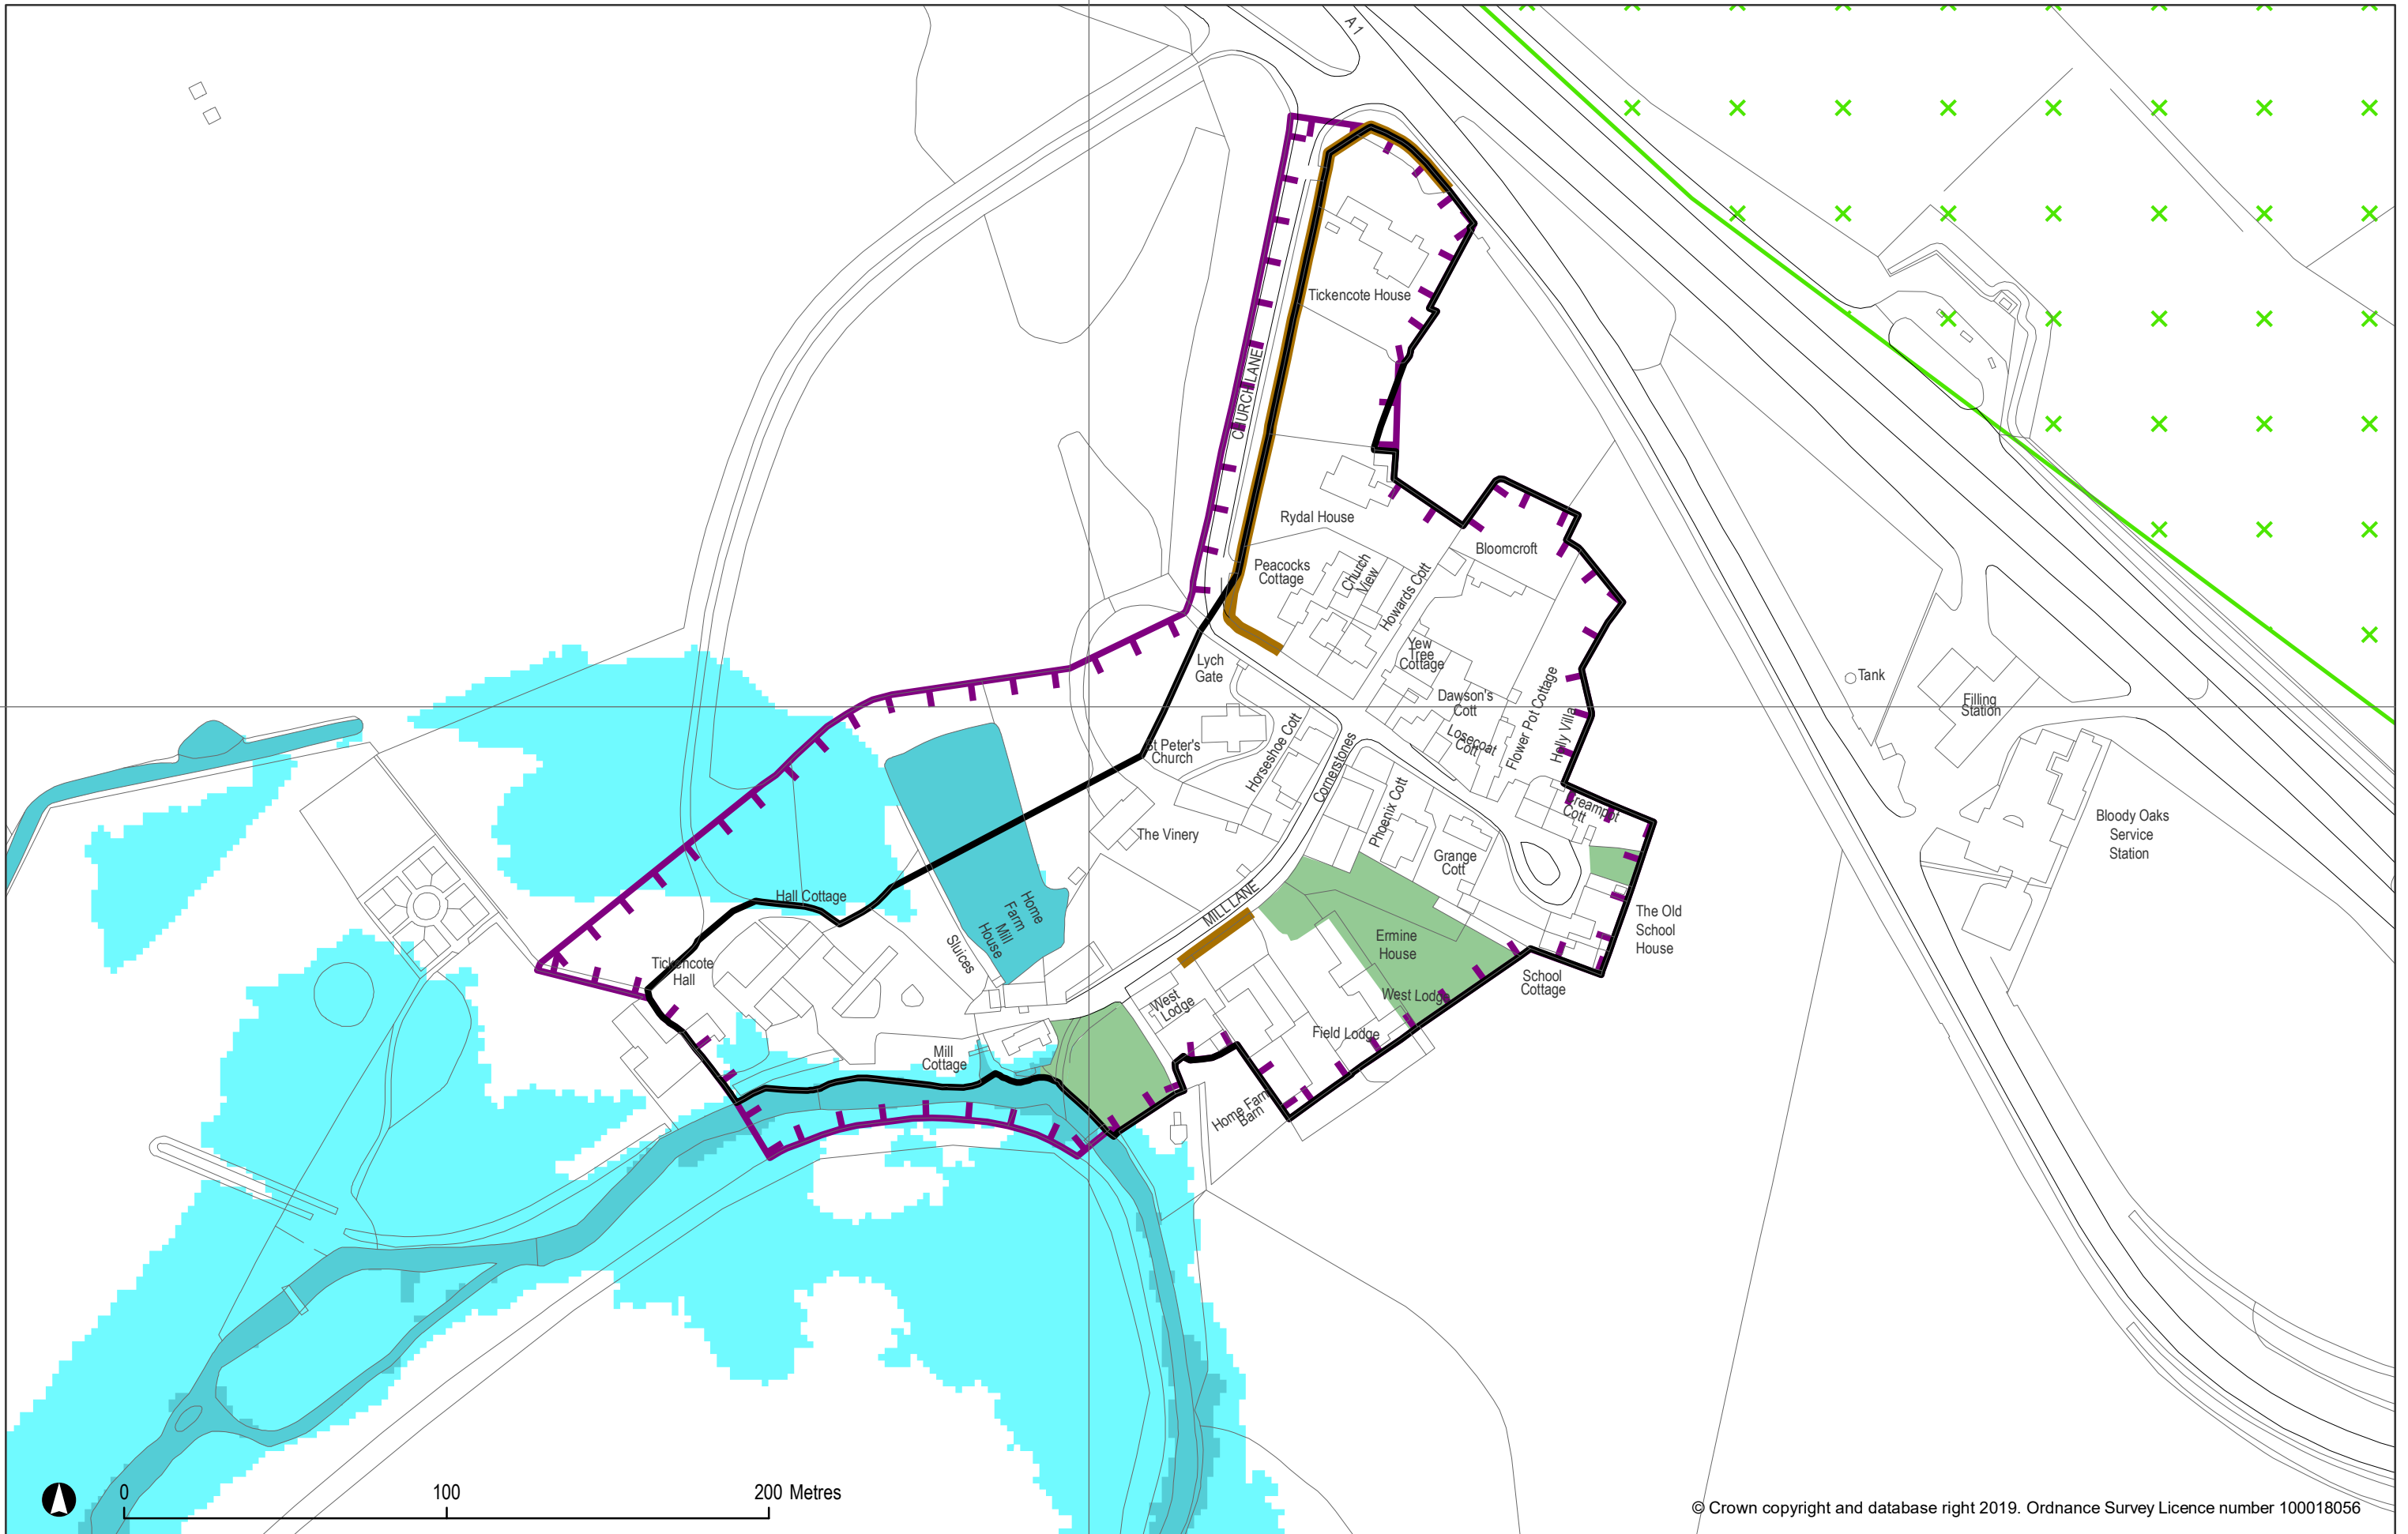 A1
Tickencote House
CHURCH LANE
Rydal House
Bloomcroft
Peacocks
Cottage
Church
View
Howards Cott
Yew
Tree
Cottage
Lych
Gate
Tank
Filling
Station
Dawson's
Cott
Flower Pot Cottage
Holly Villa
Losecoat
Cott
St Peter's
Church
Horseshoe Cott
Cornerstones
Phoenix Cott
Creampot
Cott
The Vinery
Bloody Oaks
Service
Station
Grange
Cott
Hall Cottage
MILL LANE
Home
Farm
Mill
House
Sluices
The Old
School
House
Ermine
House
Tickencote
Hall
School
Cottage
West Lodge
West
Lodge
Field Lodge
Mill
Cottage
Home Farm
Barn
0 100 200 Metres
© Crown copyright and database right 2019. Ordnance Survey Licence number 100018056